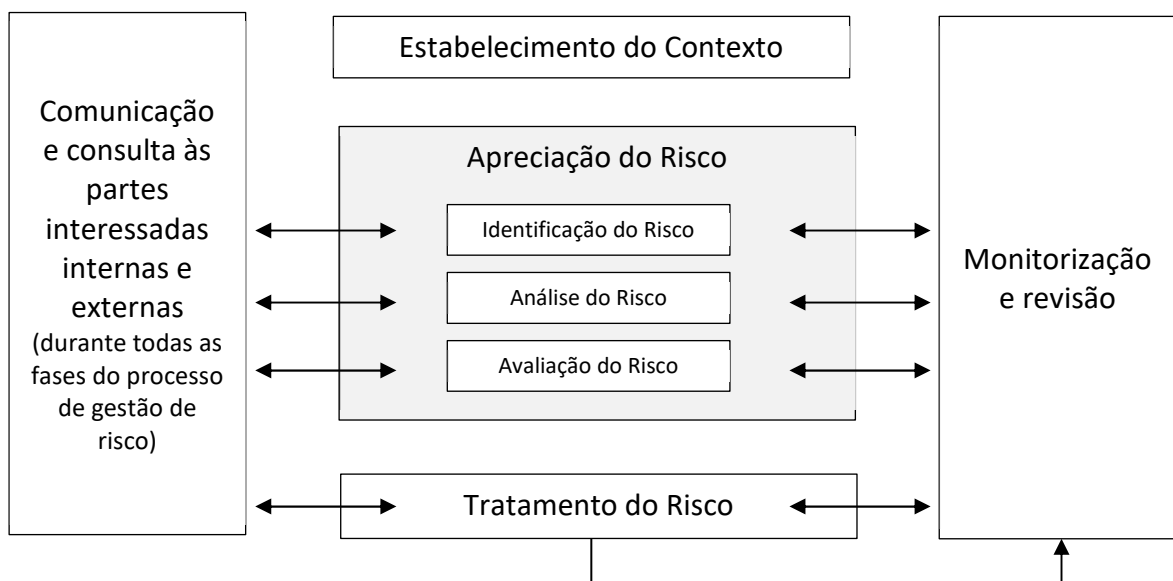 Estabelecimento do Contexto
Comunicação
e consulta às
partes
interessadas
internas e
externas
(durante todas as
fases do processo
de gestão de
risco)
Apreciação do Risco
Identificação do Risco
Análise do Risco
Avaliação do Risco
Tratamento do Risco
Monitorização
e revisão